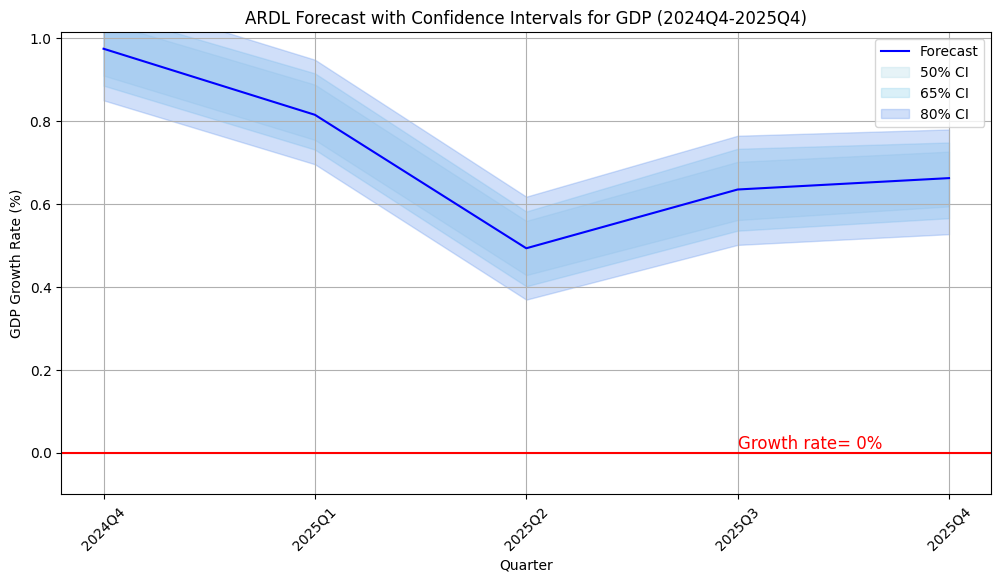 ARDL Forecast with Confidence Intervals for GDP (2024Q4-2025Q4)
Forecast
50% CI
65% CI
80% CI
GDP Growth Rate (%)
1.0
0.8
0.6
0.4
0.2
0.0
Growth rate= 0%
2024Q4
2025Q1
2025Q2
2025Q3
2025Q4
Quarter